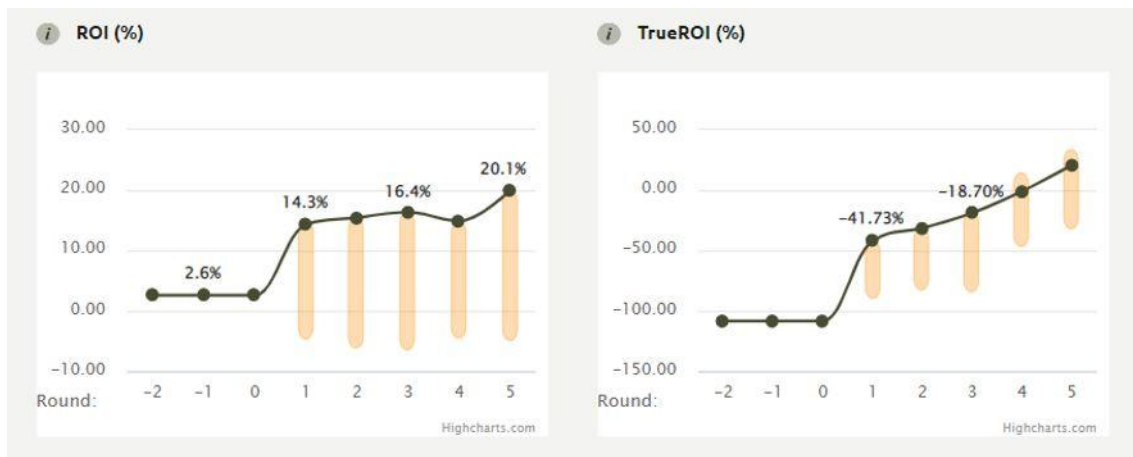 i ROI (%)
30.00
20.00
10.00
0.00
-10.00
2.6%
14.3%
16.4%
20.1%
Round: -2 -1 0 1 2 3 4 5
Highcharts.com
i TrueROI (%)
50.00
0.00
-50.00
-100.00
-150.00
-41.73%
-18.70%
Round: -2 -1 0 1 2 3 4 5
Highcharts.com